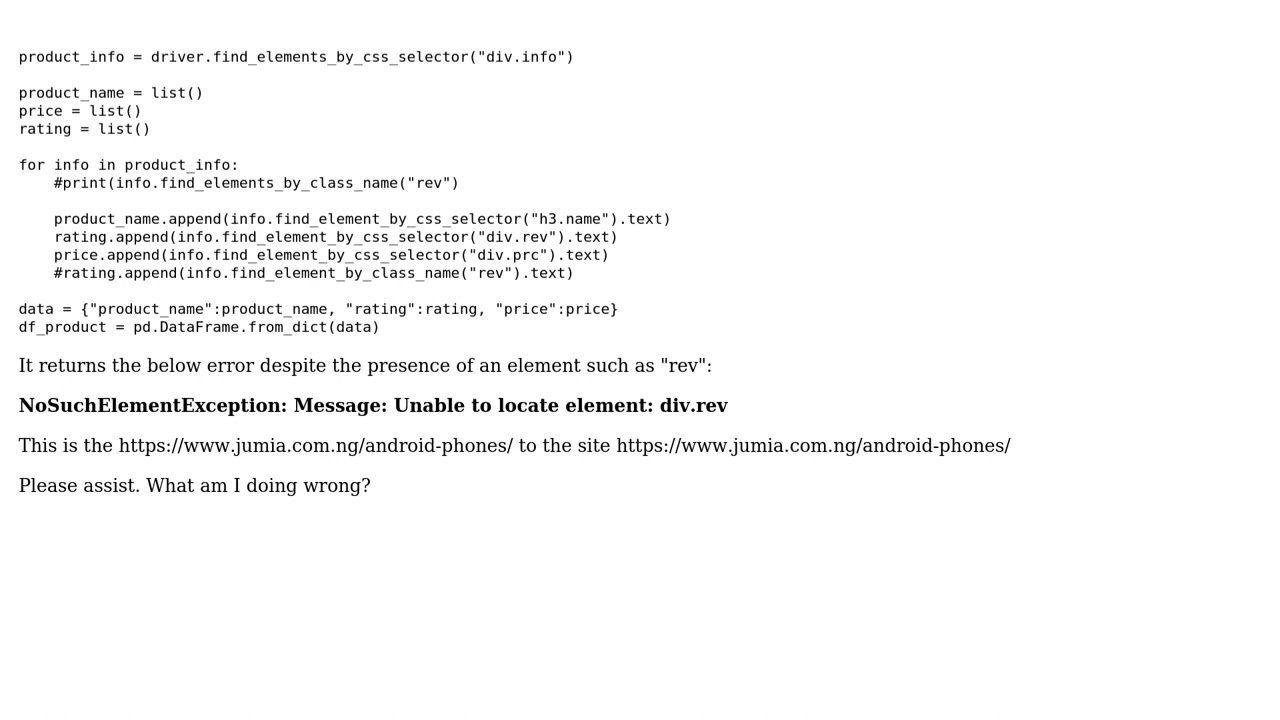 product_info = driver.find_elements_by_css_selector("div.info")
product_name = list()
price = list()
rating = list()
for info in product_info:
    #print(info.find_elements_by_class_name("rev")
    product_name.append(info.find_element_by_css_selector("h3.name").text)
    rating.append(info.find_element_by_css_selector("div.rev").text)
    price.append(info.find_element_by_css_selector("div.prc").text)
    #rating.append(info.find_element_by_class_name("rev").text)
data = {"product_name":product_name, "rating":rating, "price":price}
df_product = pd.DataFrame.from_dict(data)
It returns the below error despite the presence of an element such as "rev":
NoSuchElementException: Message: Unable to locate element: div.rev
This is the https://www.jumia.com.ng/android-phones/ to the site https://www.jumia.com.ng/android-phones/
Please assist. What am I doing wrong?